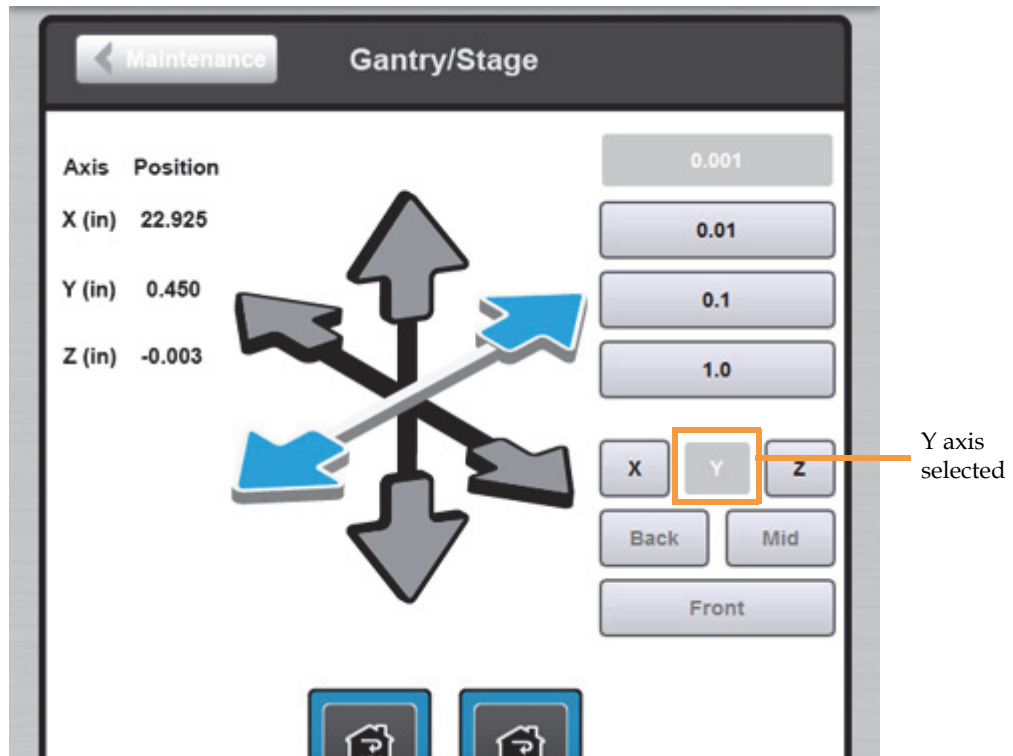 Maintenance
Gantry/Stage
Axis Position
X (in) 22.925
Y (in) 0.450
Z (in) -0.003
0.001
0.01
0.1
1.0
X Y Z
Back Mid
Front
Y axis
selected